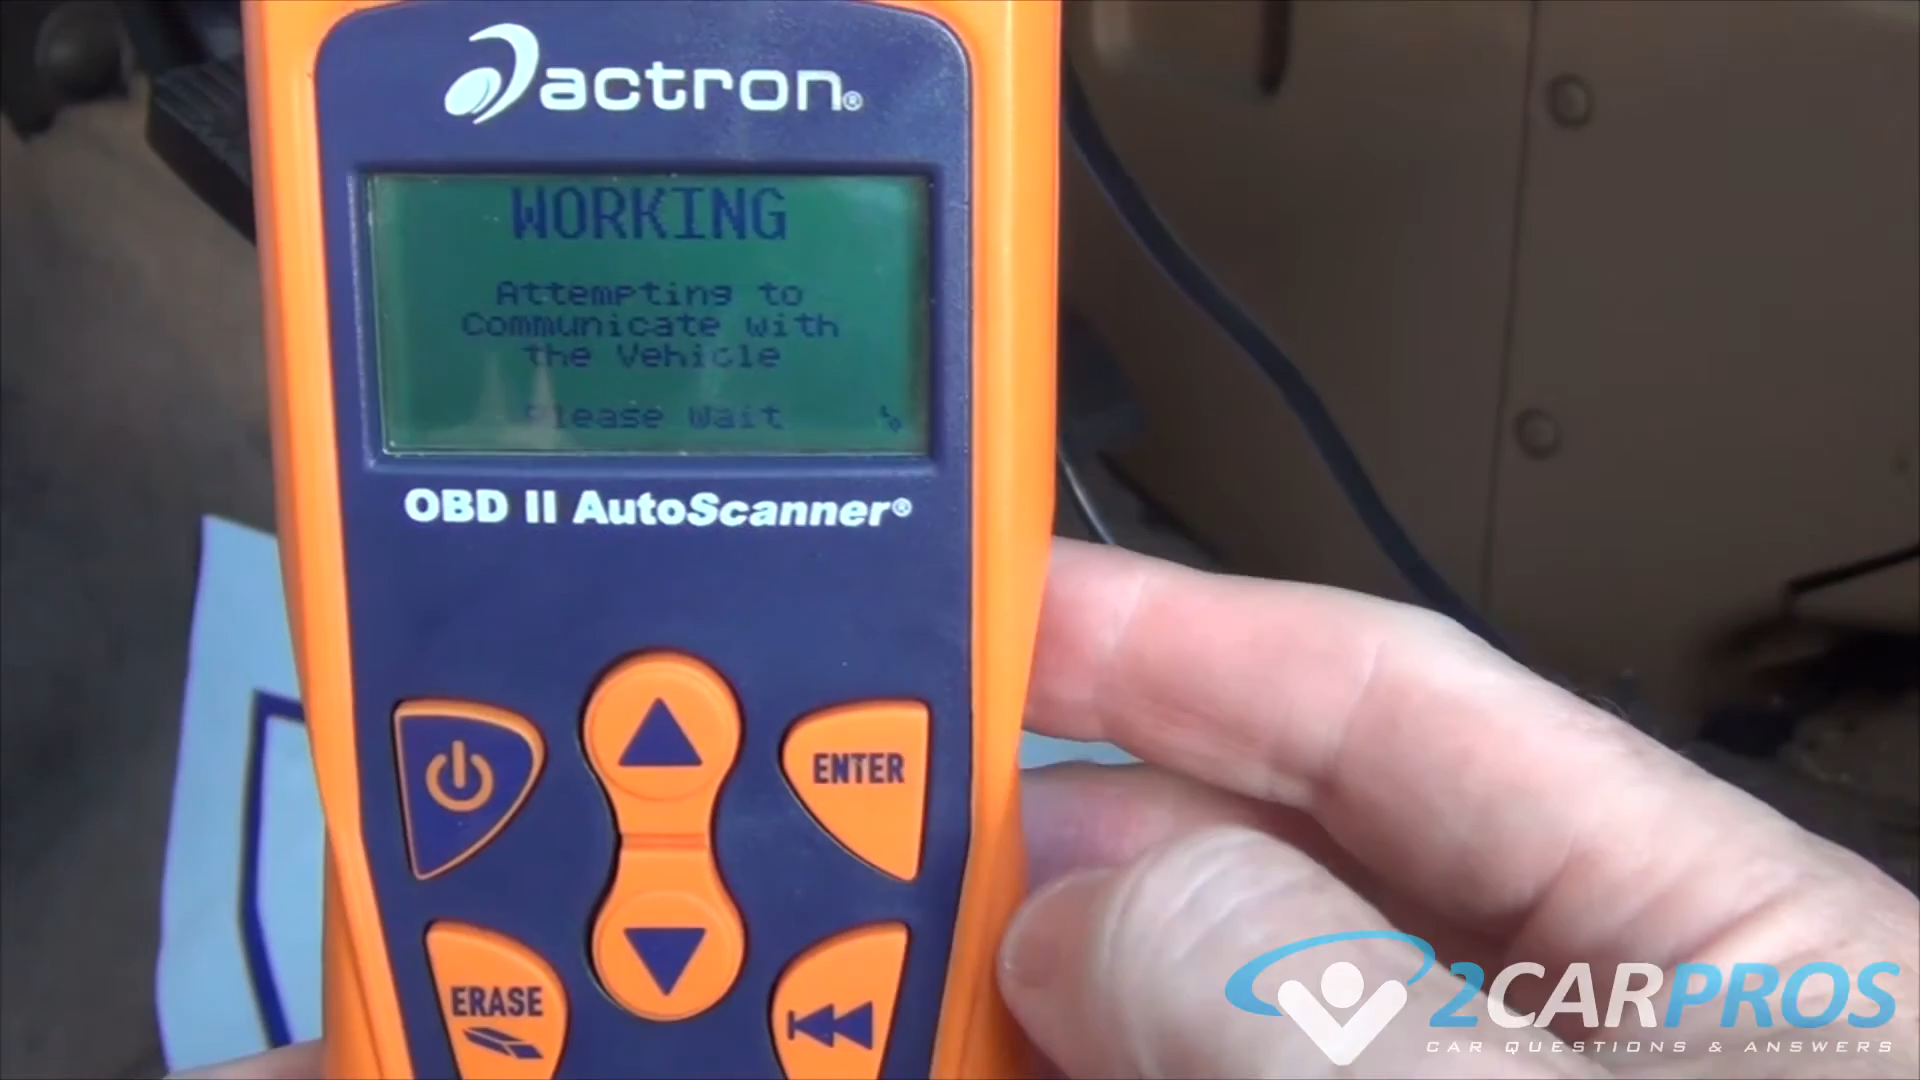 actron®
WORKING
Attempting to
Communicate with
the Vehicle
Please Wait
OBD II AutoScanner®
ENTER
ERASE
2CARPROS
CAR QUESTIONS & ANSWERS